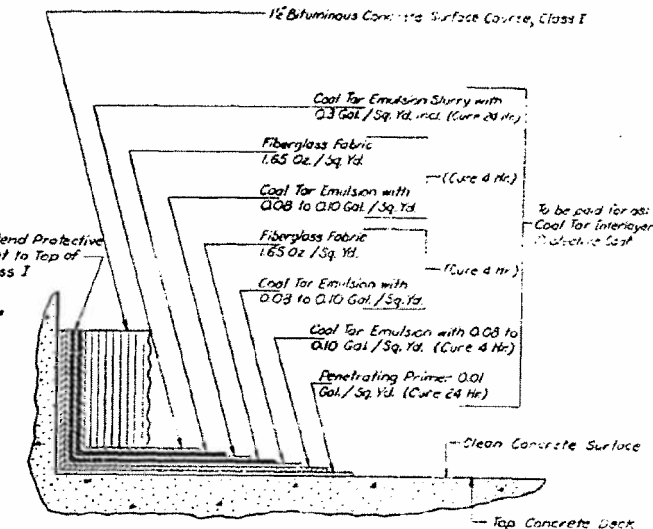 1½" Bituminous Concrete Surface Course, Class I
Coal Tar Emulsion Slurry with
0.3 Gal./Sq. Yd. incl. (Cure 24 Hr.)
Fiberglass Fabric
1.65 Oz./Sq. Yd.
(Cure 4 Hr.)
Coal Tar Emulsion with
0.08 to 0.10 Gal./Sq. Yd.
To be paid for as:
Coal Tar Interlayer
Protective Coat
Fiberglass Fabric
1.65 Oz./Sq. Yd.
(Cure 4 Hr.)
Protective
to Top of
I
Coal Tar Emulsion with
0.08 to 0.10 Gal./Sq. Yd.
Coal Tar Emulsion with 0.08 to
0.10 Gal./Sq. Yd. (Cure 4 Hr.)
Penetrating Primer 0.01
Gal./Sq. Yd. (Cure 24 Hr.)
Clean Concrete Surface
Top Concrete Deck